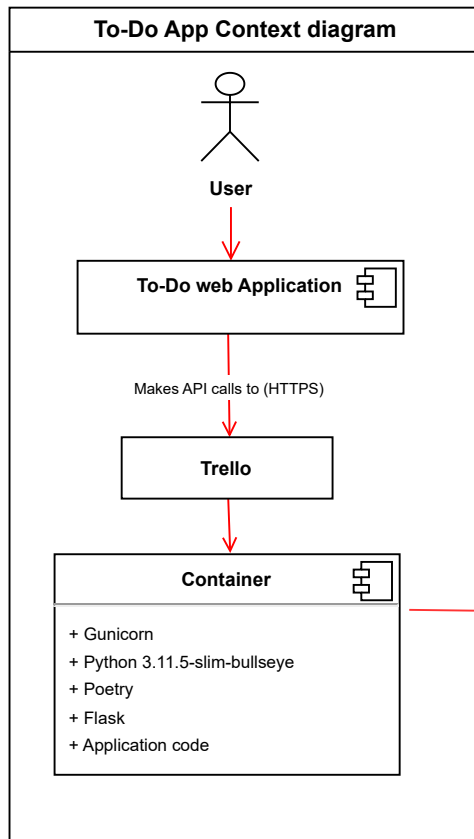 To-Do App Context diagram
User
To-Do web Application
Makes API calls to (HTTPS)
Trello
Container
+ Gunicorn
+ Python 3.11.5-slim-bullseye
+ Poetry
+ Flask
+ Application code